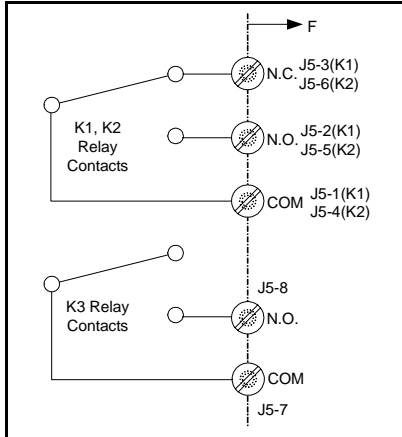 F
N.C. J5-3(K1)
J5-6(K2)
K1, K2
Relay
Contacts
N.O. J5-2(K1)
J5-5(K2)
COM J5-1(K1)
J5-4(K2)
J5-8
K3 Relay
Contacts
N.O.
COM
J5-7